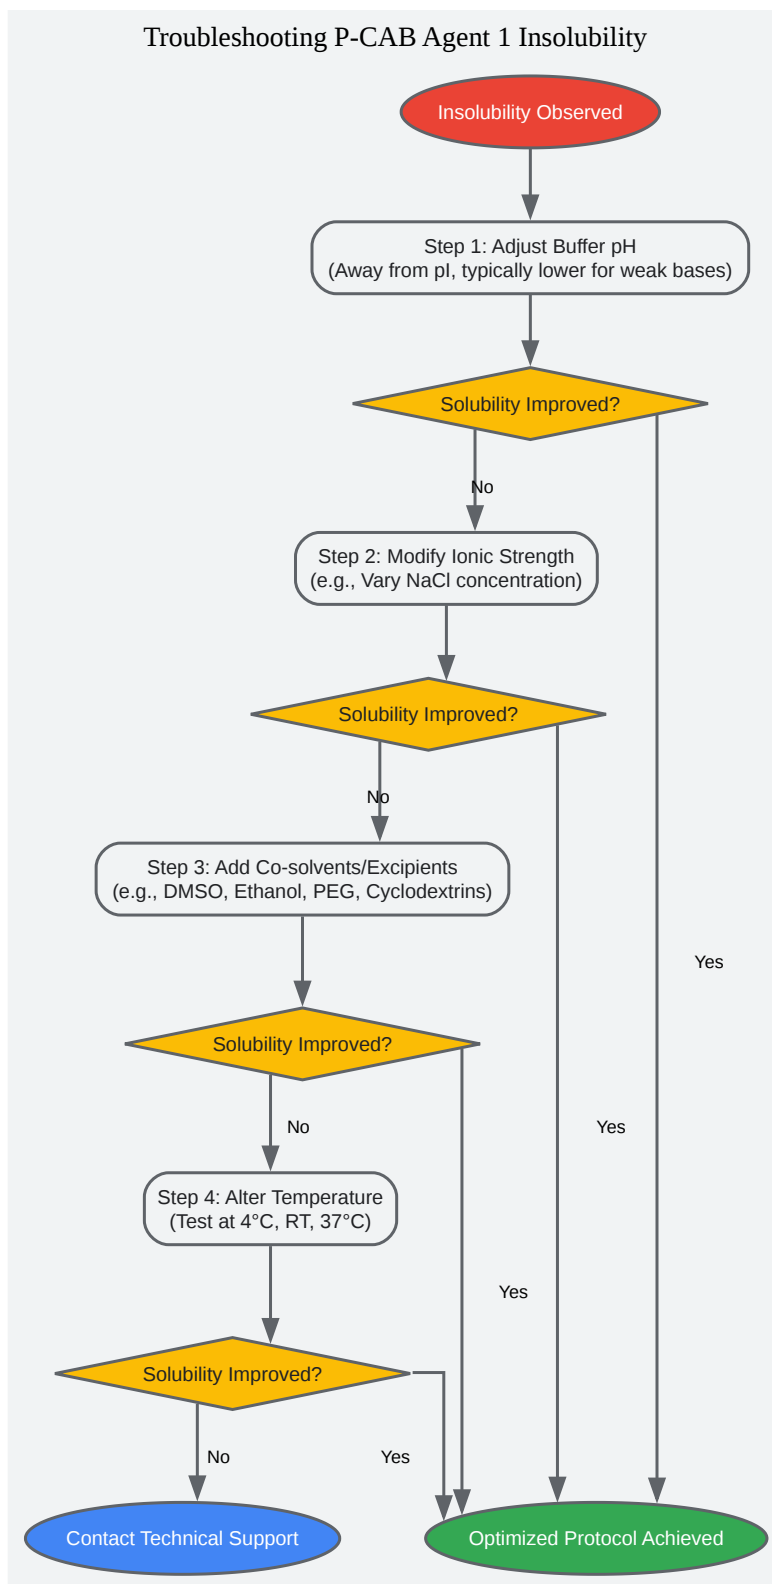 Troubleshooting P-CAB Agent 1 Insolubility
Insolubility Observed
Step 1: Adjust Buffer pH
(Away from pI, typically lower for weak bases)
Solubility Improved?
No
Step 2: Modify Ionic Strength
(e.g., Vary NaCl concentration)
Solubility Improved?
No
Step 3: Add Co-solvents/Excipients
(e.g., DMSO, Ethanol, PEG, Cyclodextrins)
Yes
Solubility Improved?
No
Yes
Step 4: Alter Temperature
(Test at 4°C, RT, 37°C)
Yes
Solubility Improved?
No
Yes
Contact Technical Support
Optimized Protocol Achieved